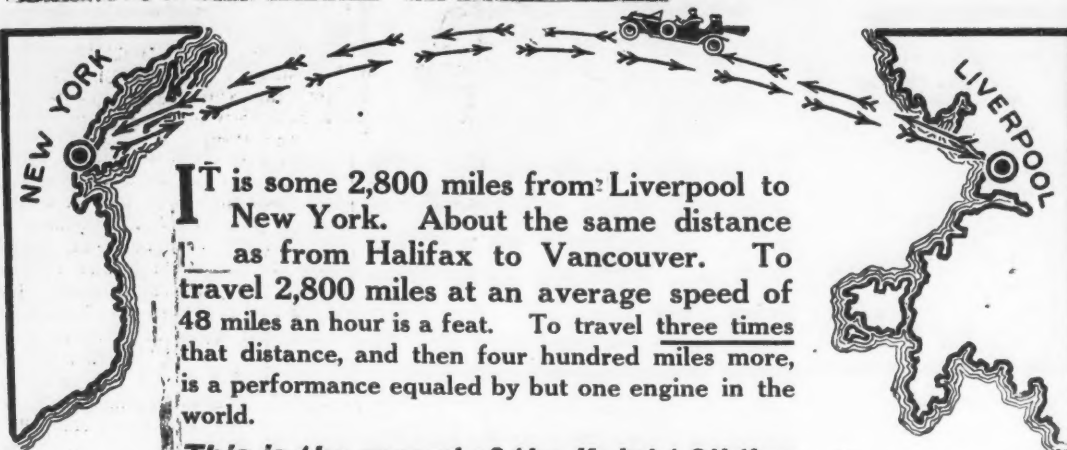 NEW YORK
LIVERPOOL
IT is some 2,800 miles from Liverpool to
New York. About the same distance
as from Halifax to Vancouver. To
travel 2,800 miles at an average speed of
48 miles an hour is a feat. To travel three times
that distance, and then four hundred miles more,
is a performance equaled by but one engine in the
world.
This is the